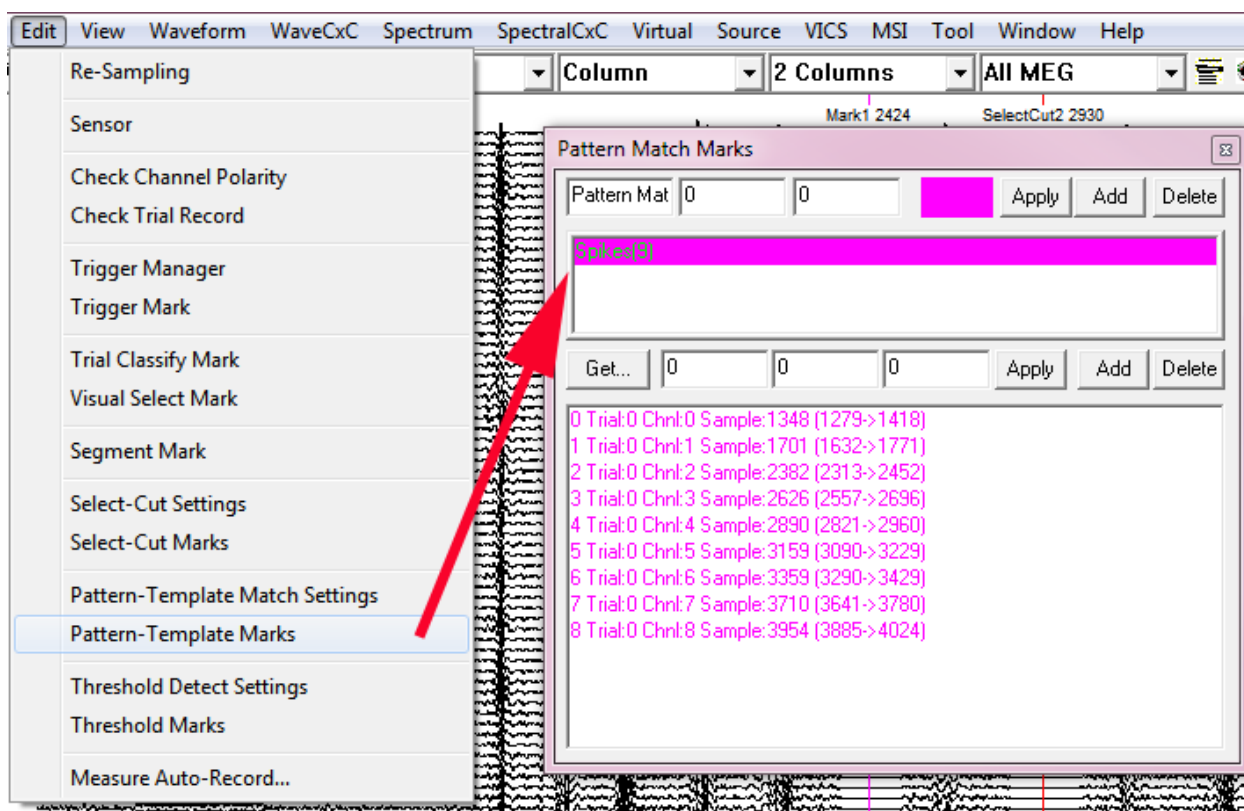 Edit View Waveform WaveCxC Spectrum SpectralCxC Virtual Source VICS MSI Tool Window Help
Column 2 Columns All MEG
Mark1 2424 SelectCut2 2930
Re-Sampling
Sensor
Check Channel Polarity
Check Trial Record
Trigger Manager
Trigger Mark
Trial Classify Mark
Visual Select Mark
Segment Mark
Select-Cut Settings
Select-Cut Marks
Pattern-Template Match Settings
Pattern-Template Marks
Threshold Detect Settings
Threshold Marks
Measure Auto-Record...
Pattern Match Marks
Pattern Mat 0 0 Apply Add Delete
Spikes(9)
Get... 0 0 0 Apply Add Delete
0 Trial:0 Chnl:0 Sample:1348 (1279->1418)
1 Trial:0 Chnl:1 Sample:1701 (1632->1771)
2 Trial:0 Chnl:2 Sample:2382 (2313->2452)
3 Trial:0 Chnl:3 Sample:2626 (2557->2696)
4 Trial:0 Chnl:4 Sample:2890 (2821->2960)
5 Trial:0 Chnl:5 Sample:3159 (3090->3229)
6 Trial:0 Chnl:6 Sample:3359 (3290->3429)
7 Trial:0 Chnl:7 Sample:3710 (3641->3780)
8 Trial:0 Chnl:8 Sample:3954 (3885->4024)